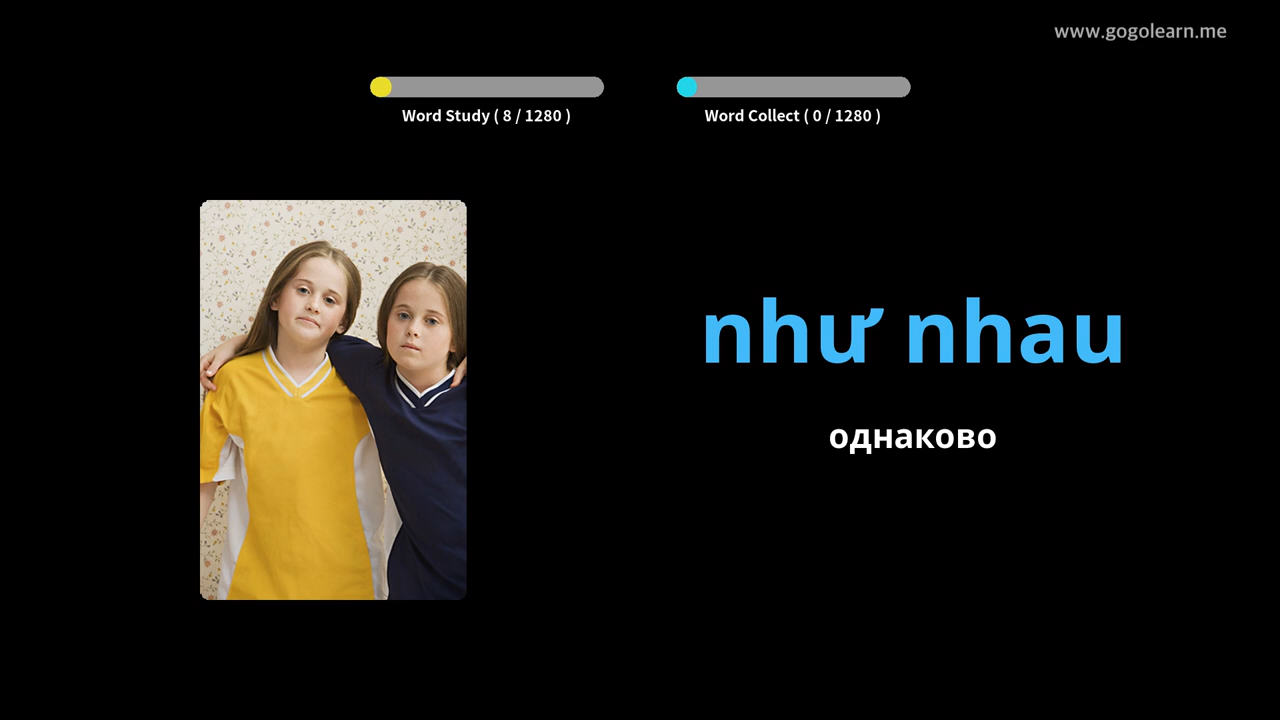 www.gogolearn.me
Word Study ( 8 / 1280 )
Word Collect ( 0 / 1280 )
như nhau
однаково